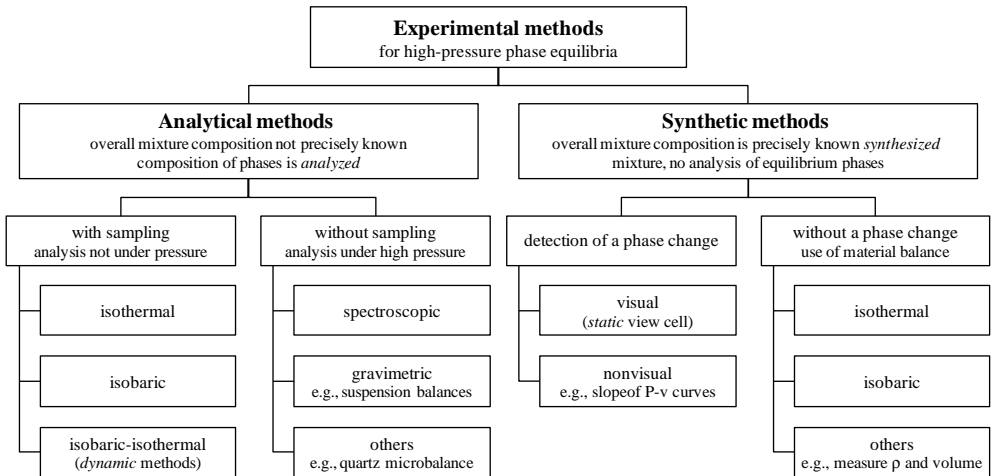 Experimental methods
for high-pressure phase equilibria
Analytical methods
overall mixture composition not precisely known
composition of phases is analyzed
Synthetic methods
overall mixture composition is precisely known synthesized
mixture, no analysis of equilibrium phases
with sampling
analysis not under pressure
without sampling
analysis under high pressure
detection of a phase change
without a phase change
use of material balance
isothermal
spectroscopic
visual
(static view cell)
isothermal
isobaric
gravimetric
e.g., suspension balances
nonvisual
e.g., slopeof P-v curves
isobaric
isobaric-isothermal
(dynamic methods)
others
e.g., quartz microbalance
others
e.g., measure ρ and volume